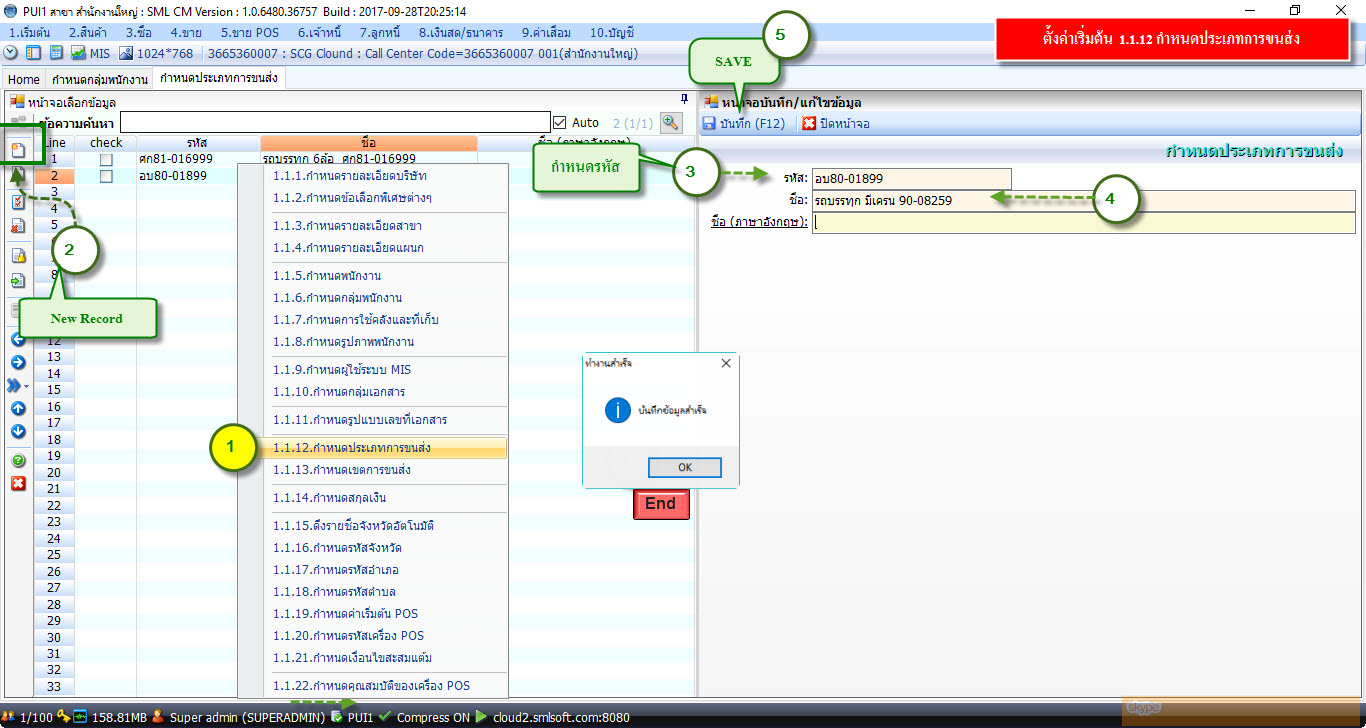 PUI1 สาขา สำนักงานใหญ่ : SML CM Version : 1.0.6480.36757 Build : 2017-09-28T20:25:14
1.เริ่มต้น 2.สินค้า 3.ซื้อ 4.ขาย 5.ขาย POS 6.เจ้าหนี้ 7.ลูกหนี้ 8.เงินสด/ธนาคาร 9.ค่าเสื่อม 10.บัญชี
MIS 1024*768 3665360007 : SCG Clound : Call Center Code=3665360007 001(สำนักงานใหญ่)
ตั้งค่าเริ่มต้น 1.1.12 กำหนดประเภทการขนส่ง
5
SAVE
Home กำหนดกลุ่มพนักงาน กำหนดประเภทการขนส่ง
หน้าจอเลือกข้อมูล
ข้อความค้นหา Auto 2 (1/1)
Line check รหัส ชื่อ ชื่อ (ภาษาอังกฤษ)
1 ศก81-016999 รถบรรทุก 6ล้อ ศก81-016999
2 อบ80-01899
3
4
5
8
12
13
14
15
16
17
18
19
20
21
22
23
24
25
26
27
28
29
30
31
32
33
2
New Record
1
1.1.1.กำหนดรายละเอียดบริษัท
1.1.2.กำหนดข้อเลือกพิเศษต่างๆ
1.1.3.กำหนดรายละเอียดสาขา
1.1.4.กำหนดรายละเอียดแผนก
1.1.5.กำหนดพนักงาน
1.1.6.กำหนดกลุ่มพนักงาน
1.1.7.กำหนดการใช้คลังและที่เก็บ
1.1.8.กำหนดรูปภาพพนักงาน
1.1.9.กำหนดผู้ใช้ระบบ MIS
1.1.10.กำหนดกลุ่มเอกสาร
1.1.11.กำหนดรูปแบบเลขที่เอกสาร
1.1.12.กำหนดประเภทการขนส่ง
1.1.13.กำหนดเขตการขนส่ง
1.1.14.กำหนดสกุลเงิน
1.1.15.ดึงรายชื่อจังหวัดอัตโนมัติ
1.1.16.กำหนดรหัสจังหวัด
1.1.17.กำหนดรหัสอำเภอ
1.1.18.กำหนดรหัสตำบล
1.1.19.กำหนดค่าเริ่มต้น POS
1.1.20.กำหนดรหัสเครื่อง POS
1.1.21.กำหนดเงื่อนไขสะสมแต้ม
1.1.22.กำหนดคุณสมบัติของเครื่อง POS
หน้าจอบันทึก/แก้ไขข้อมูล
บันทึก (F12) ปิดหน้าจอ
กำหนดประเภทการขนส่ง
กำหนดรหัส
3
รหัส: อบ80-01899
ชื่อ: รถบรรทุก มีเครน 90-08259
4
ชื่อ (ภาษาอังกฤษ):
ทำงานสำเร็จ
บันทึกข้อมูลสำเร็จ
OK
End
1/100 158.81MB Super admin (SUPERADMIN) PUI1 Compress ON cloud2.smlsoft.com:8080
skype